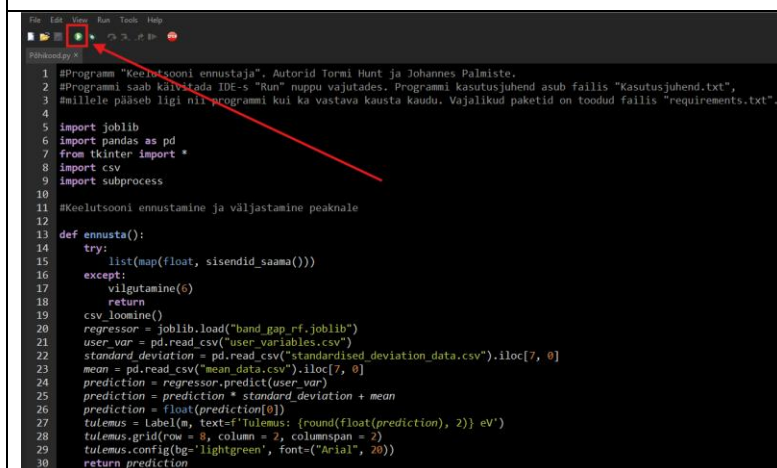 File Edit View Run Tools Help
Põhikood.py ×
1 #Programm "Keelutsooni ennustaja". Autorid Tormi Hunt ja Johannes Palmiste.
2 #Programmi saab käivitada IDE-s "Run" nuppu vajutades. Programmi kasutusjuhend asub failis "Kasutusjuhend.txt",
3 #millele pääseb ligi nii programmi kui ka vastava kausta kaudu. Vajalikud paketid on toodud failis "requirements.txt".
4
5 import joblib
6 import pandas as pd
7 from tkinter import *
8 import csv
9 import subprocess
10
11 #Keelutsooni ennustamine ja väljastamine peaknale
12
13 def ennusta():
14     try:
15         list(map(float, sisendid_saama()))
16     except:
17         vilgutamine(6)
18         return
19     csv_loomine()
20     regressor = joblib.load("band_gap_rf.joblib")
21     user_var = pd.read_csv("user_variables.csv")
22     standard_deviation = pd.read_csv("standardised_deviation_data.csv").iloc[7, 0]
23     mean = pd.read_csv("mean_data.csv").iloc[7, 0]
24     prediction = regressor.predict(user_var)
25     prediction = prediction * standard_deviation + mean
26     prediction = float(prediction[0])
27     tulemus = Label(m, text=f'Tulemus: {round(float(prediction), 2)} eV')
28     tulemus.grid(row = 8, column = 2, columnspan = 2)
29     tulemus.config(bg='lightgreen', font=("Arial", 20))
30     return prediction